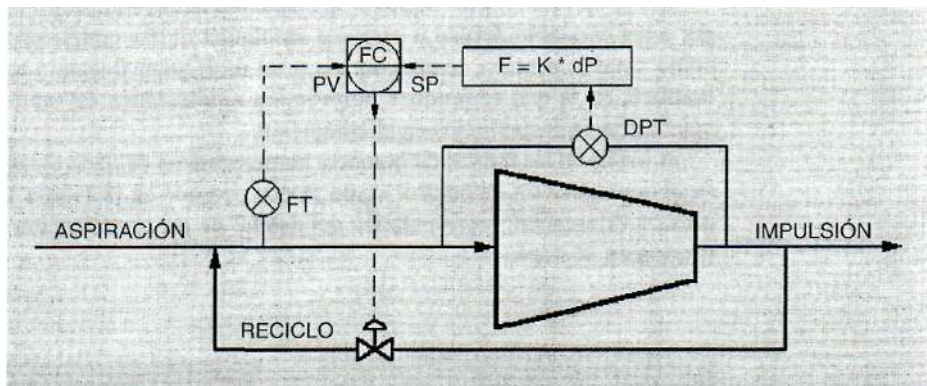 FC
PV
SP
F = K * dP
DPT
FT
ASPIRACIÓN
IMPULSIÓN
RECICLO